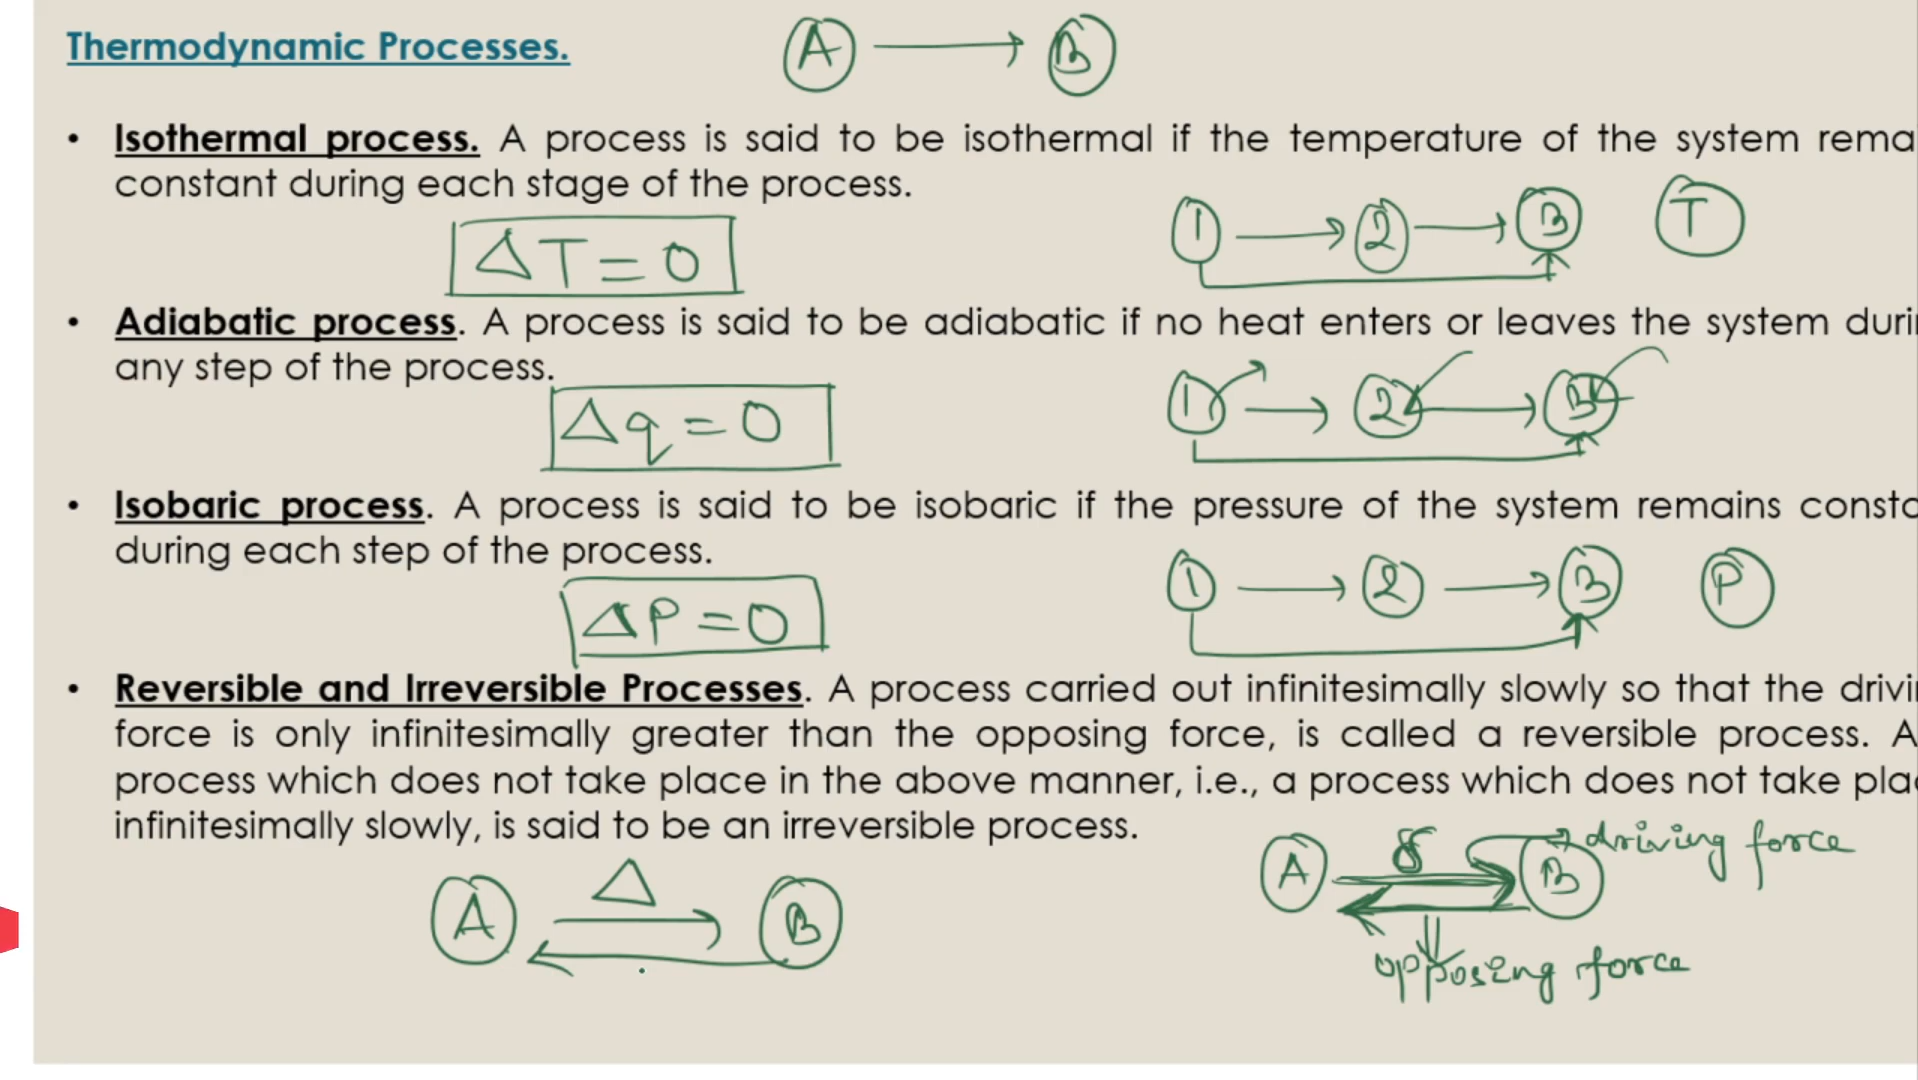 Thermodynamic Processes.
A → B
• Isothermal process. A process is said to be isothermal if the temperature of the system rema
constant during each stage of the process.
1 → 2 → 3 T
ΔT = 0
• Adiabatic process. A process is said to be adiabatic if no heat enters or leaves the system duri
any step of the process.
1 → 2 → 3
Δq = 0
• Isobaric process. A process is said to be isobaric if the pressure of the system remains consta
during each step of the process.
1 → 2 → 3 P
ΔP = 0
• Reversible and Irreversible Processes. A process carried out infinitesimally slowly so that the drivi
force is only infinitesimally greater than the opposing force, is called a reversible process. A
process which does not take place in the above manner, i.e., a process which does not take pla
infinitesimally slowly, is said to be an irreversible process.
A B driving force
A Δ B
opposing force